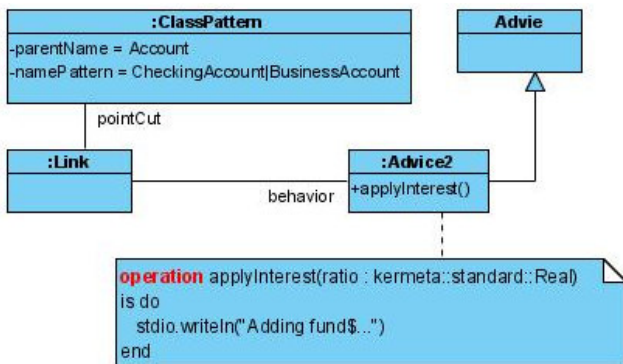 :ClassPattern
-parentName = Account
-namePattern = CheckingAccount|BusinessAccount
Advie
pointCut
:Link
:Advice2
+applyInterest()
behavior
operation applyInterest(ratio : kermeta::standard::Real)
is do
stdio.writeln("Adding fund$...")
end